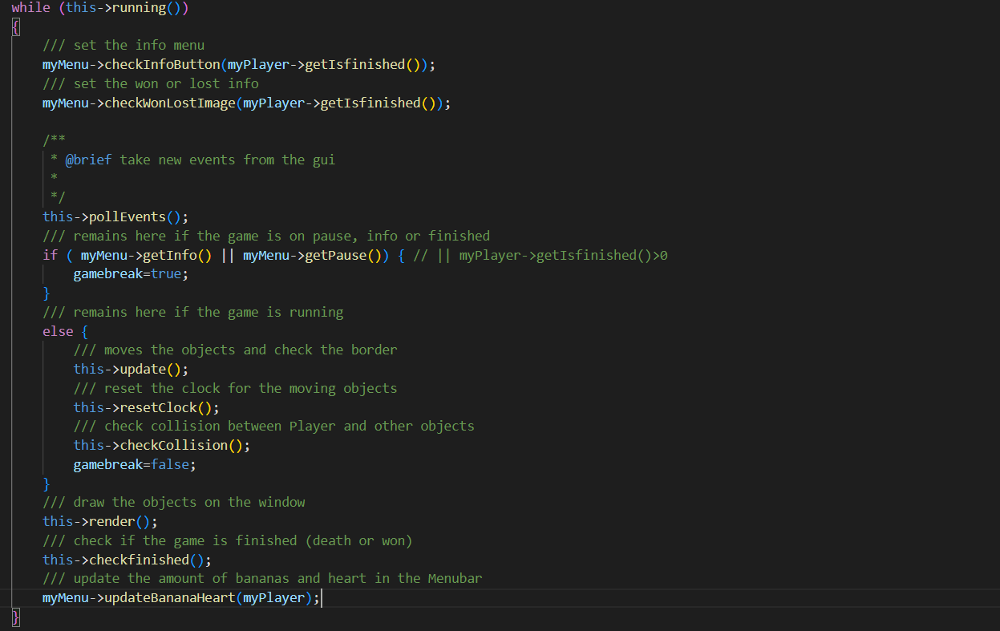 while (this->running())
{
    /// set the info menu
    myMenu->checkInfoButton(myPlayer->getIsfinished());
    /// set the won or lost info
    myMenu->checkWonLostImage(myPlayer->getIsfinished());

    /**
     * @brief take new events from the gui
     *
     */
    this->pollEvents();
    /// remains here if the game is on pause, info or finished
    if ( myMenu->getInfo() || myMenu->getPause()) { // || myPlayer->getIsfinished()>0
        gamebreak=true;
    }
    /// remains here if the game is running
    else {
        /// moves the objects and check the border
        this->update();
        /// reset the clock for the moving objects
        this->resetClock();
        /// check collision between Player and other objects
        this->checkCollision();
        gamebreak=false;
    }
    /// draw the objects on the window
    this->render();
    /// check if the game is finished (death or won)
    this->checkfinished();
    /// update the amount of bananas and heart in the Menubar
    myMenu->updateBananaHeart(myPlayer);
}